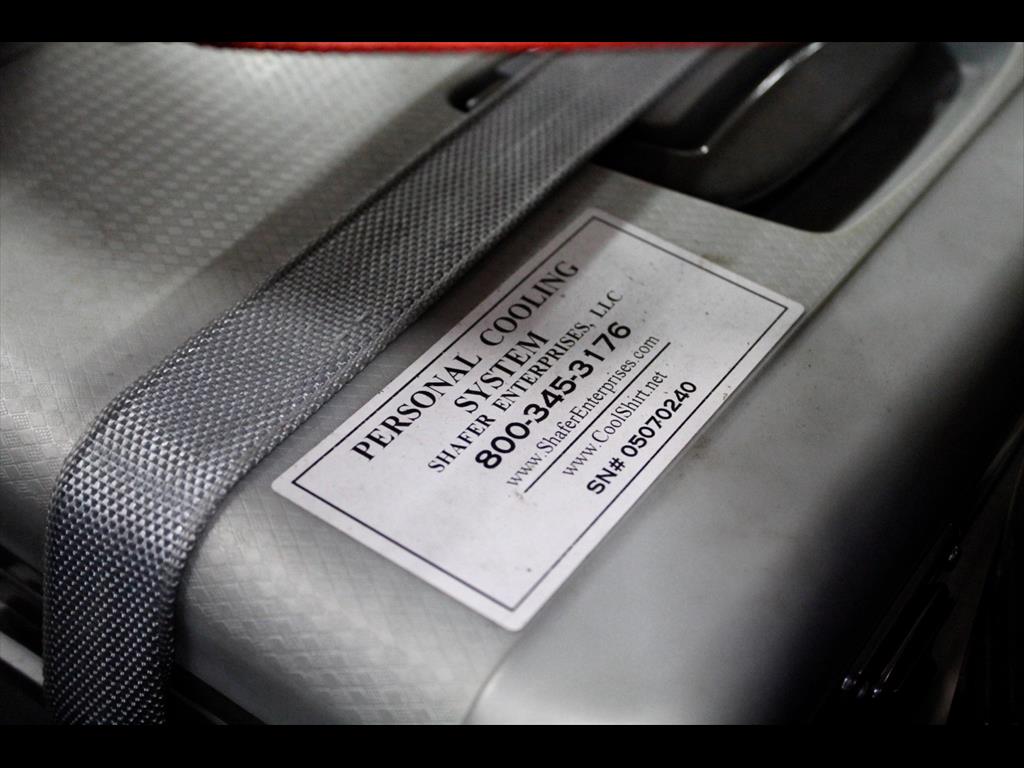 PERSONAL COOLING
SYSTEM
SHAFER ENTERPRISES, LLC
800-345-3176
www.ShaferEnterprises.com
www.CoolShirt.net
SN# 05070240